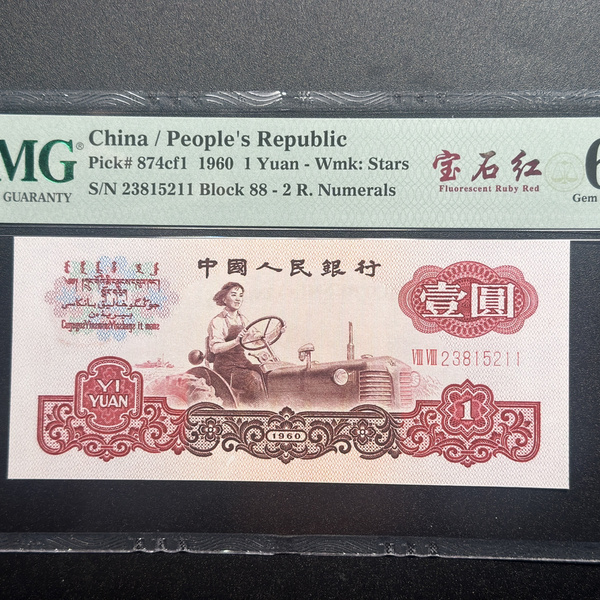 MG®
GUARANTY
China / People's Republic
Pick# 874cf1 1960 1 Yuan - Wmk: Stars
S/N 23815211 Block 88 - 2 R. Numerals
宝石红
Fluorescent Ruby Red
6
Gem
中國人民銀行
壹圓
VIII VIII 23815211
YI
YUAN
1960
1